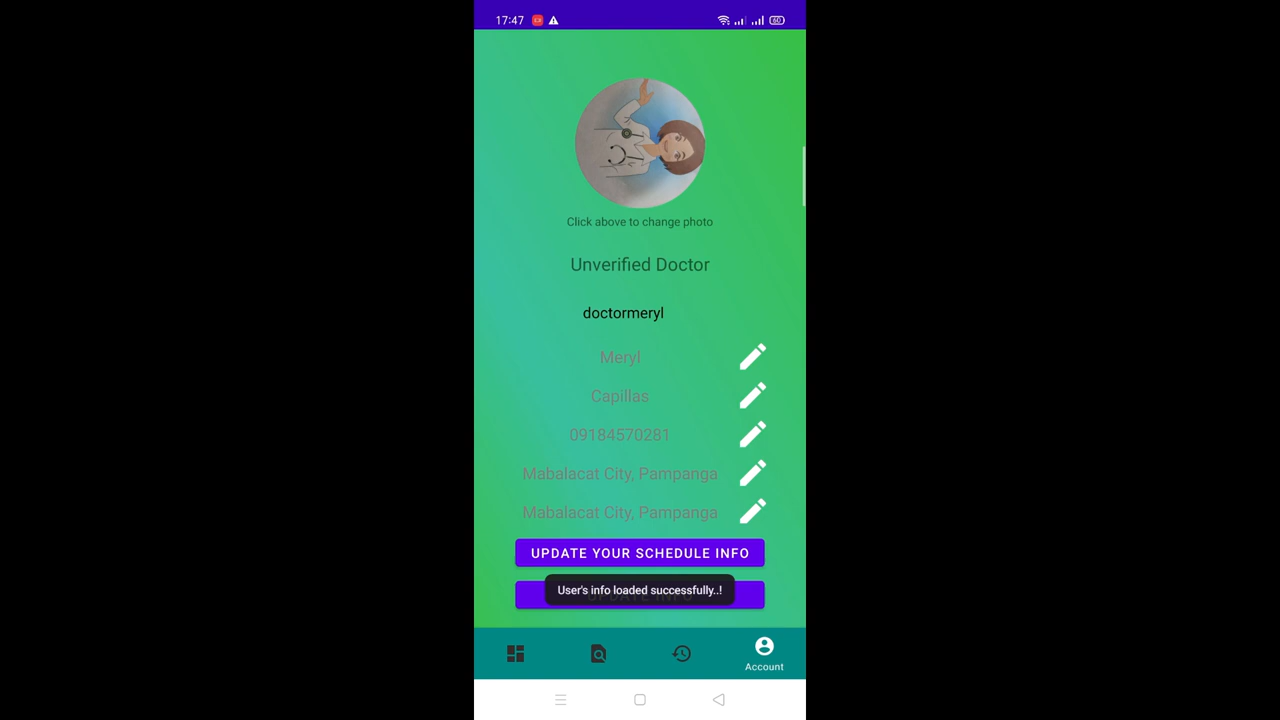 17:47
60
Click above to change photo
Unverified Doctor
doctormeryl
Meryl
Capillas
09184570281
Mabalacat City, Pampanga
Mabalacat City, Pampanga
UPDATE YOUR SCHEDULE INFO
User's info loaded successfully..!
Account